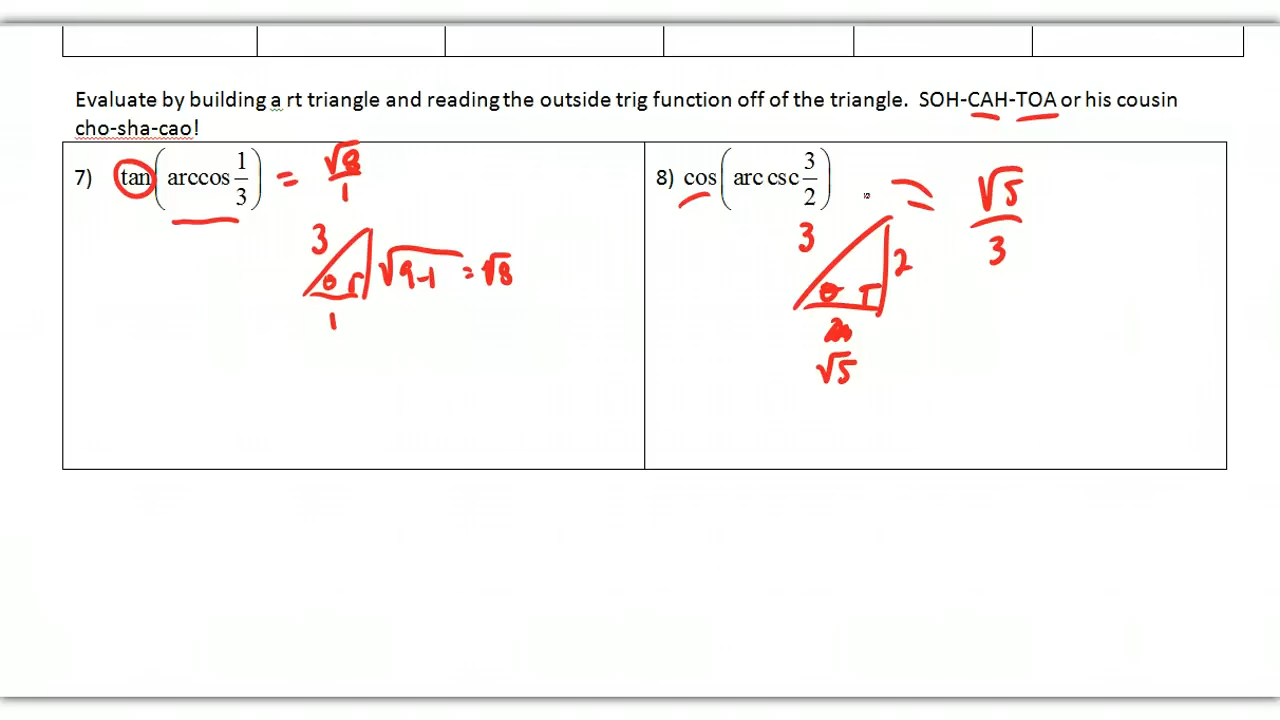 Evaluate by building a rt triangle and reading the outside trig function off of the triangle.  SOH-CAH-TOA or his cousin
cho-sha-cao!
7) tan(arccos 1/3) = √8/1
3
θ
√9-1 = √8
1
8) cos(arc csc 3/2) = √5/3
3
2
θ
√5